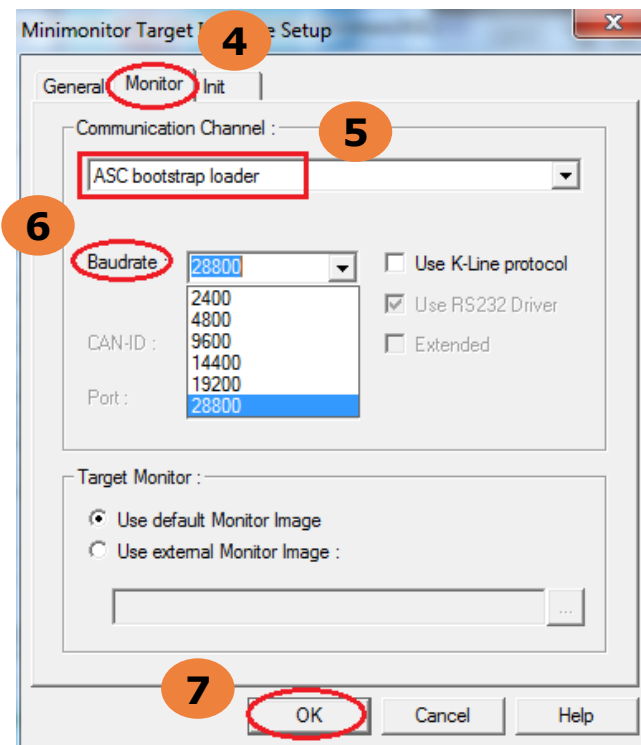 Minimonitor Target I e Setup
4
General Monitor Init
Communication Channel :
5
ASC bootstrap loader
6
Baudrate : 28800 Use K-Line protocol
2400 Use RS232 Driver
4800
CAN-ID : 9600 Extended
14400
Port : 19200
28800
Target Monitor :
Use default Monitor Image
Use external Monitor Image :
...
7
OK Cancel Help